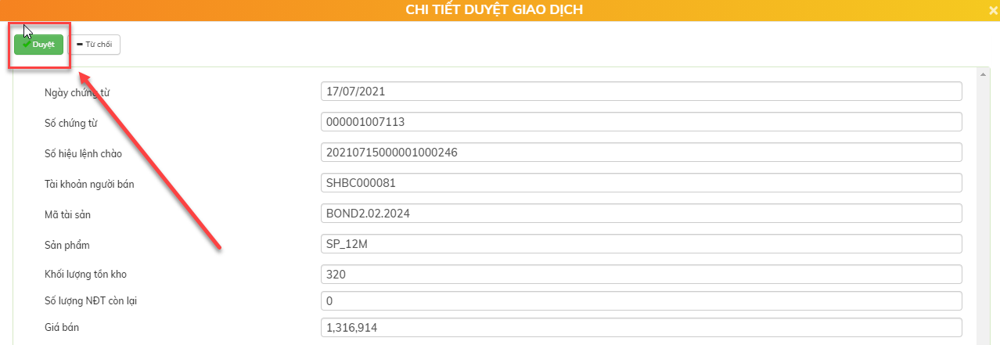 CHI TIẾT DUYỆT GIAO DỊCH
Duyệt Từ chối
Ngày chứng từ 17/07/2021
Số chứng từ 000001007113
Số hiệu lệnh chào 20210715000001000246
Tài khoản người bán SHBC000081
Mã tài sản BOND2.02.2024
Sản phẩm SP_12M
Khối lượng tồn kho 320
Số lượng NĐT còn lại 0
Giá bán 1,316,914